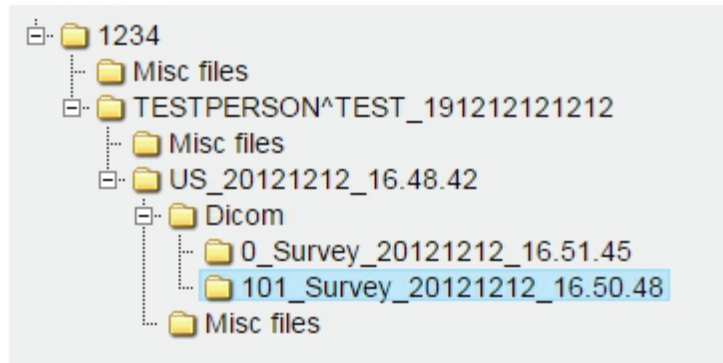 1234
Misc files
TESTPERSON^TEST_191212121212
Misc files
US_20121212_16.48.42
Dicom
0_Survey_20121212_16.51.45
101_Survey_20121212_16.50.48
Misc files